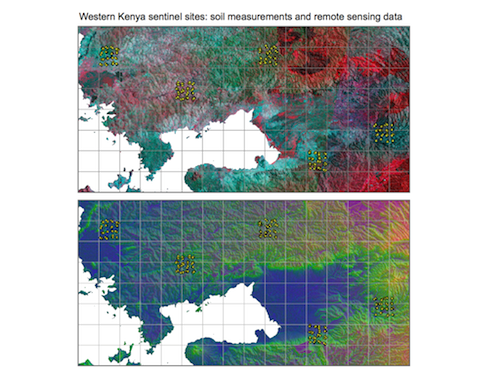 Western Kenya sentinel sites: soil measurements and remote sensing data